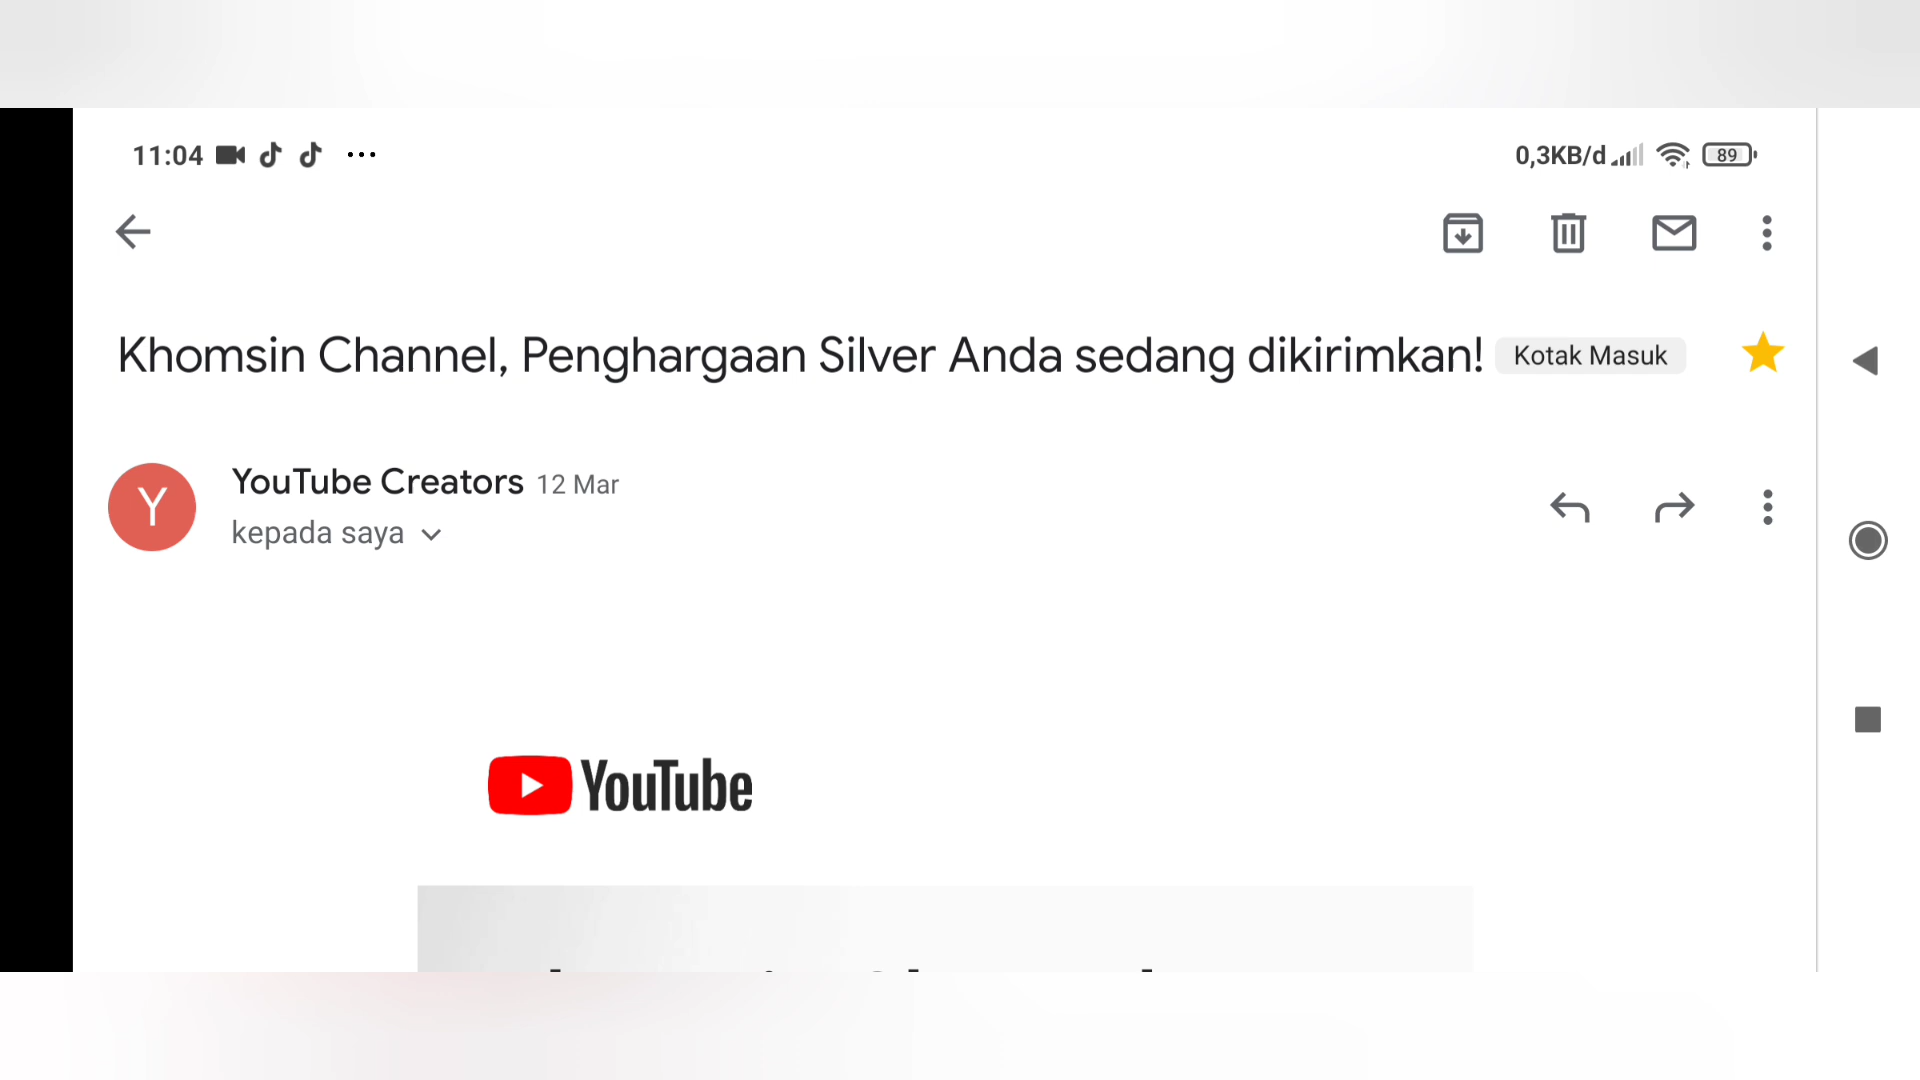 11:04
0,3KB/d
89
Khomsin Channel, Penghargaan Silver Anda sedang dikirimkan!
Kotak Masuk
Y
YouTube Creators 12 Mar
kepada saya
YouTube